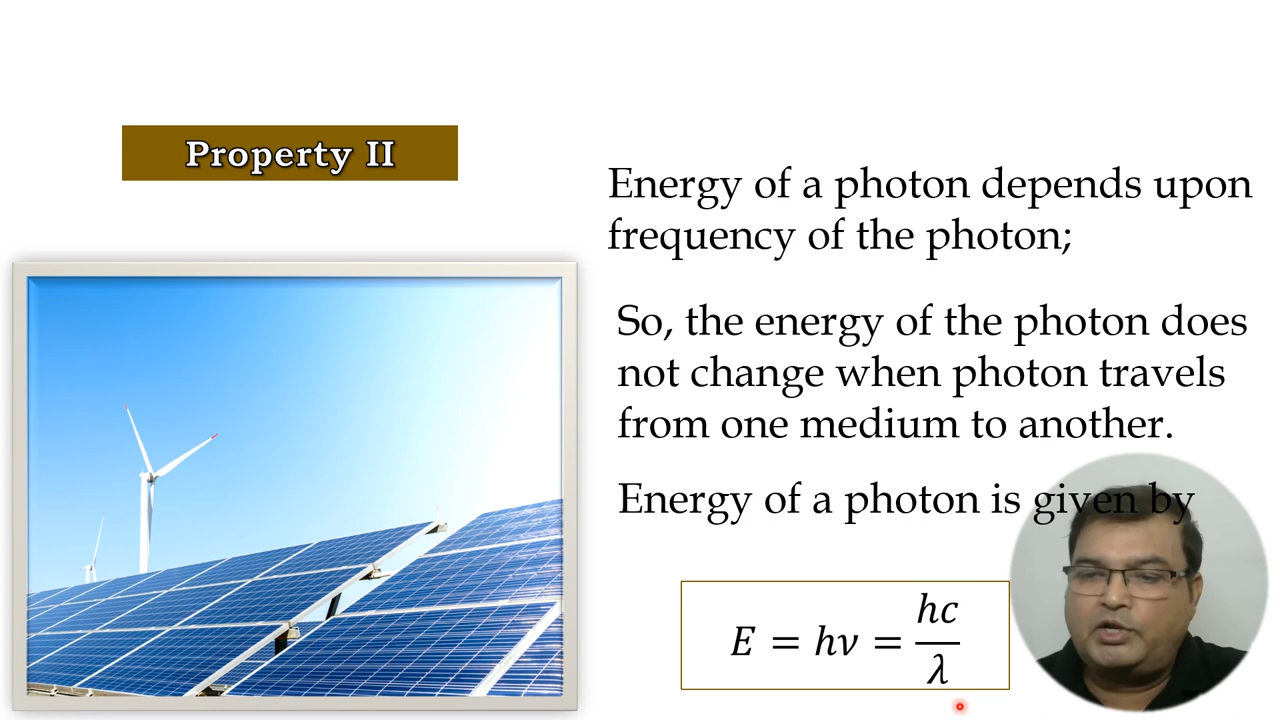 Property II
Energy of a photon depends upon
frequency of the photon;
So, the energy of the photon does
not change when photon travels
from one medium to another.
Energy of a photon is given by
E = hν = hc/λ